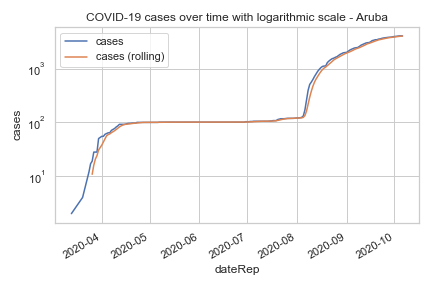 COVID-19 cases over time with logarithmic scale - Aruba
cases
cases (rolling)
10³
10²
10¹
cases
2020-04
2020-05
2020-06
2020-07
2020-08
2020-09
2020-10
dateRep